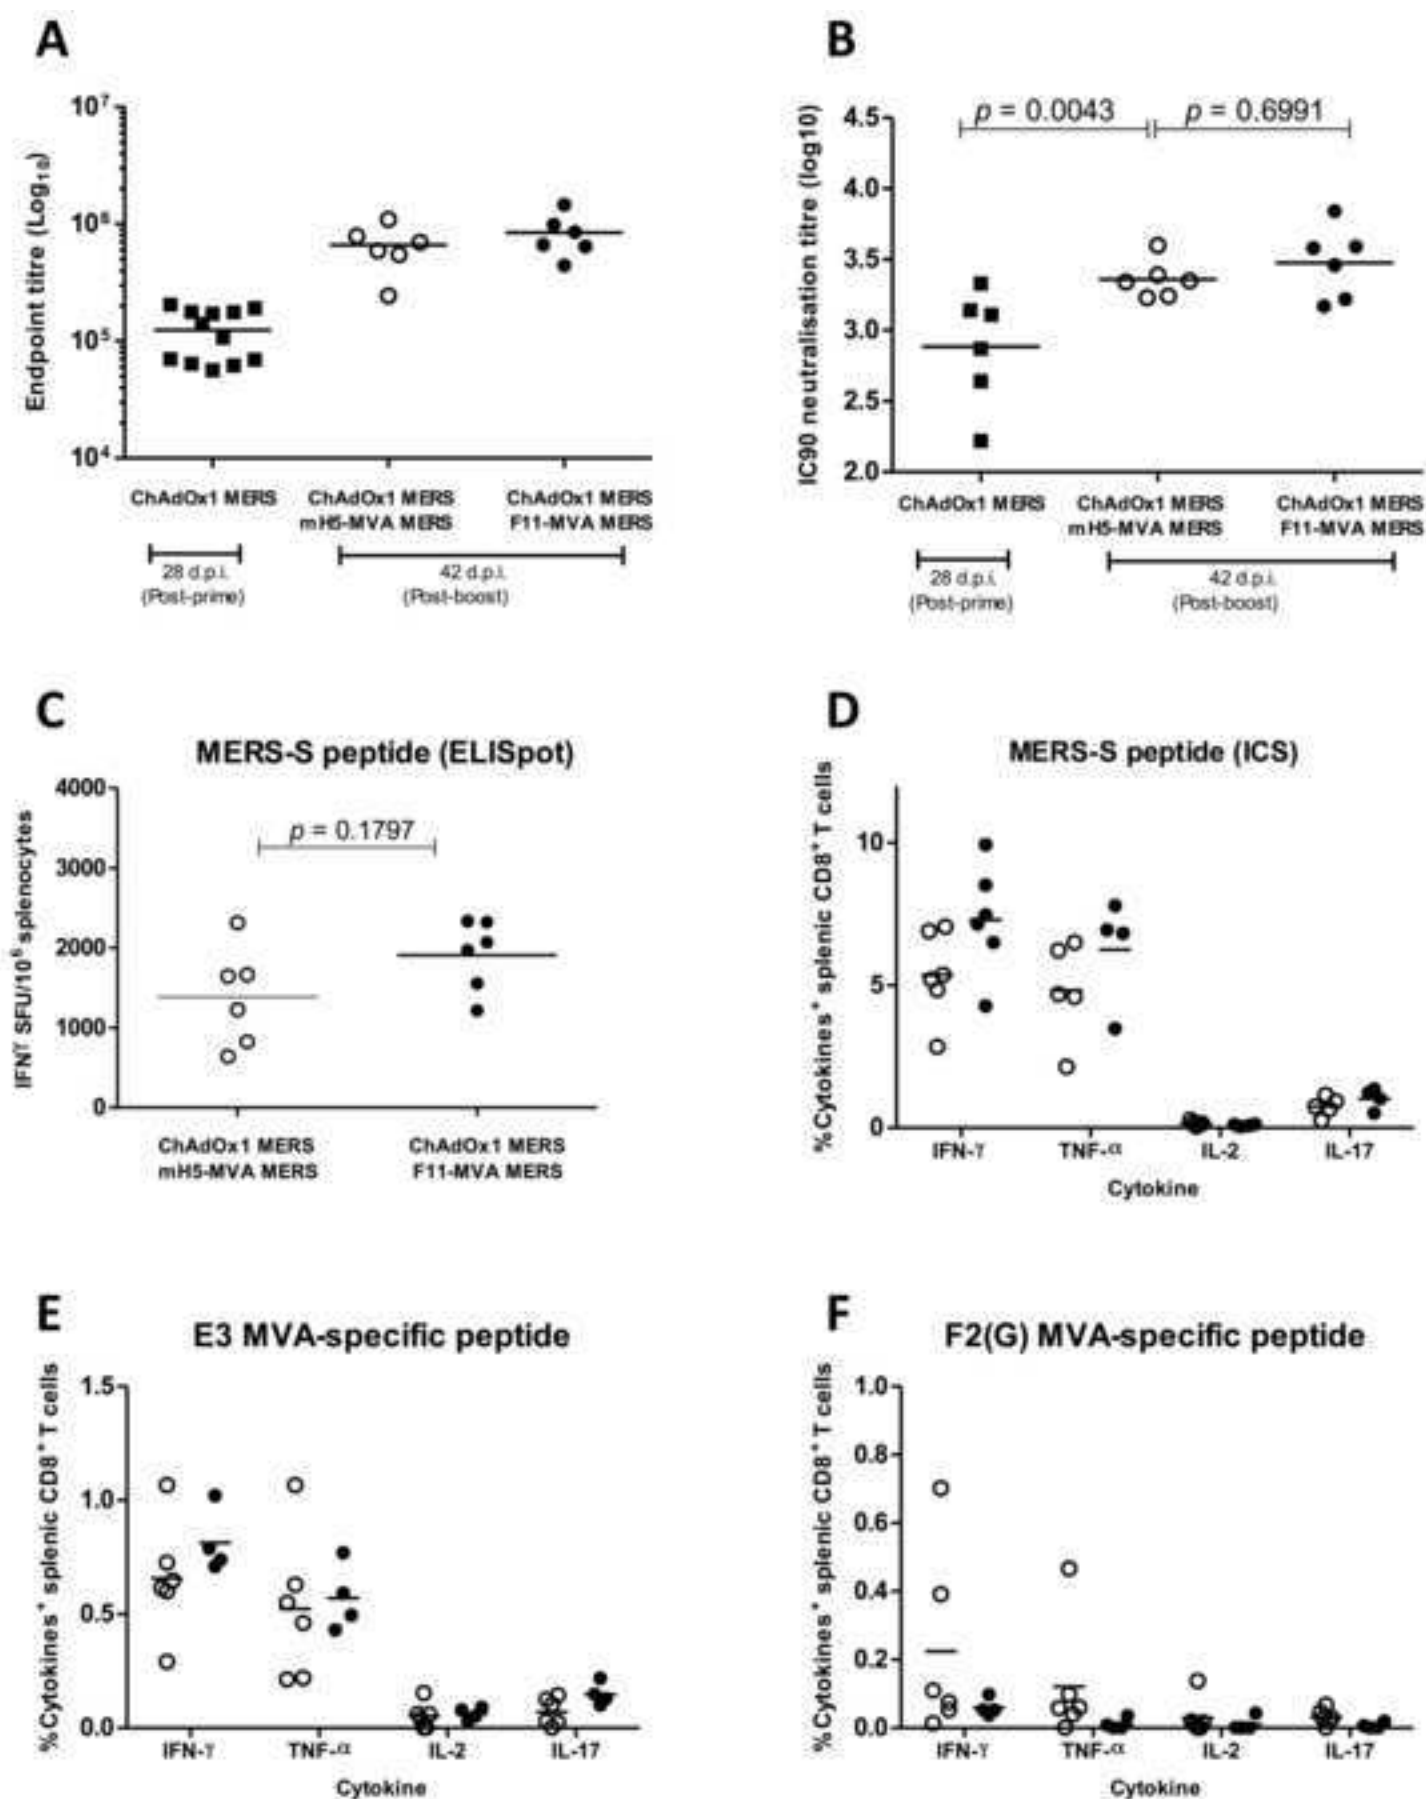 A
Endpoint titre (Log₁₀)
10⁷
10⁶
10⁵
10⁴
ChAdOx1 MERS
ChAdOx1 MERS
mH5-MVA MERS
ChAdOx1 MERS
F11-MVA MERS
28 d.p.i.
(Post-prime)
42 d.p.i.
(Post-boost)
B
IC90 neutralisation titre (log10)
p = 0.0043
p = 0.6991
4.5
4.0
3.5
3.0
2.5
2.0
ChAdOx1 MERS
ChAdOx1 MERS
mH5-MVA MERS
ChAdOx1 MERS
F11-MVA MERS
28 d.p.i.
(Post-prime)
42 d.p.i.
(Post-boost)
C
MERS-S peptide (ELISpot)
IFNᵞ SFU/10⁶ splenocytes
p = 0.1797
4000
3000
2000
1000
0
ChAdOx1 MERS
mH5-MVA MERS
ChAdOx1 MERS
F11-MVA MERS
D
MERS-S peptide (ICS)
%Cytokines⁺ splenic CD8⁺ T cells
10
5
0
IFN-γ
TNF-α
IL-2
IL-17
Cytokine
E
E3 MVA-specific peptide
%Cytokines⁺ splenic CD8⁺ T cells
1.5
1.0
0.5
0.0
IFN-γ
TNF-α
IL-2
IL-17
Cytokine
F
F2(G) MVA-specific peptide
%Cytokines⁺ splenic CD8⁺ T cells
1.0
0.8
0.6
0.4
0.2
0.0
IFN-γ
TNF-α
IL-2
IL-17
Cytokine